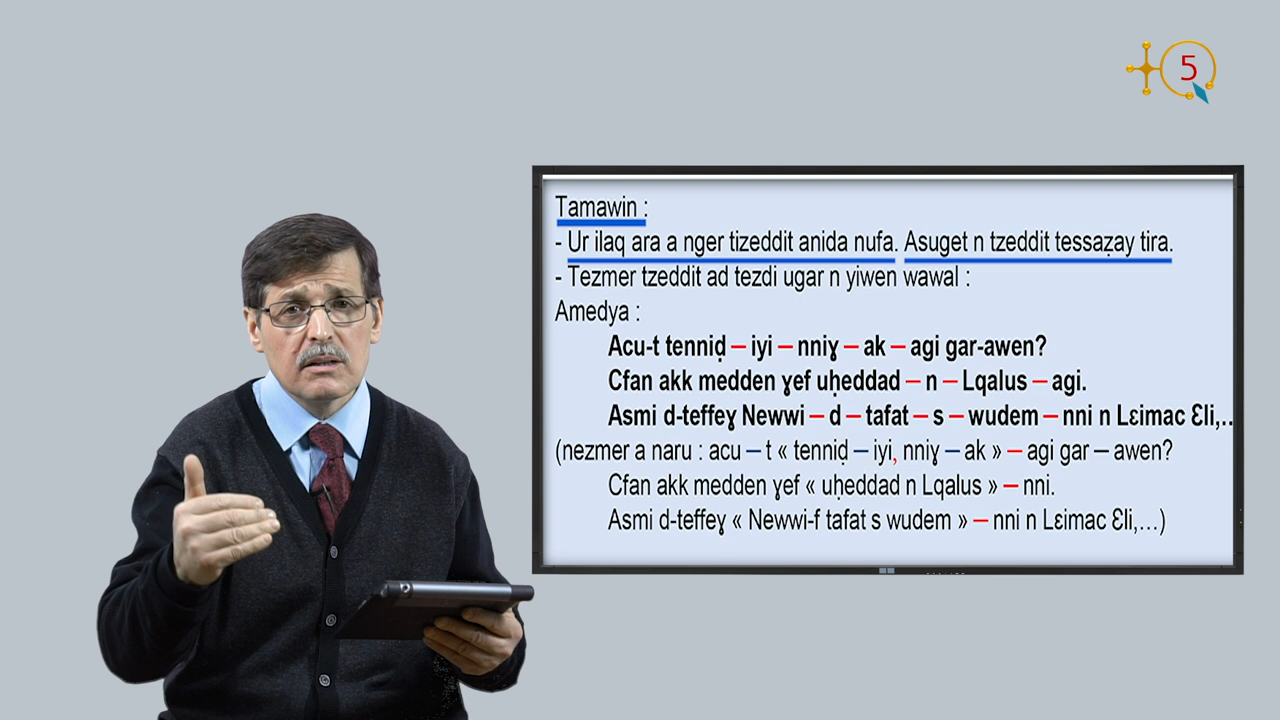 5
Tamawin :
- Ur ilaq ara a nger tizeddit anida nufa. Asuget n tzeddit tessaẓay tira.
- Tezmer tzeddit ad tezdi ugar n yiwen wawal :
Amedya :
Acu-t tenniḍ – iyi – nniɣ – ak – agi gar-awen?
Cfan akk medden ɣef uḥeddad – n – Lqalus – agi.
Asmi d-teffeɣ Newwi – d – tafat – s – wudem – nni n Lɛimac Ɛli,..
(nezmer a naru : acu – t « tenniḍ – iyi, nniɣ – ak » – agi gar – awen?
Cfan akk medden ɣef « uḥeddad n Lqalus » – nni.
Asmi d-teffeɣ « Newwi-f tafat s wudem » – nni n Lɛimac Ɛli,…)